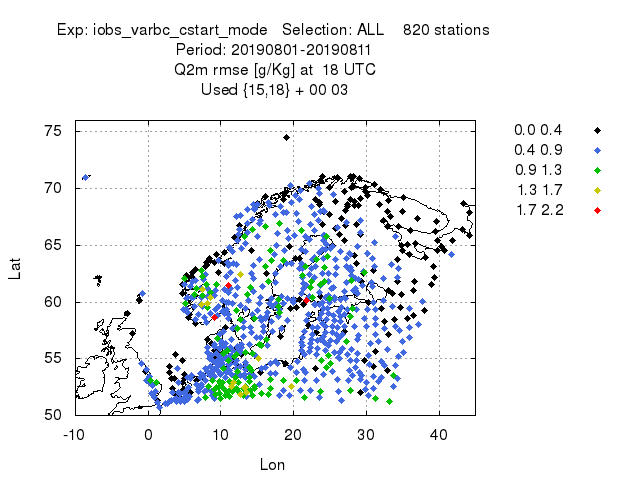 Exp: iobs_varbc_cstart_mode   Selection: ALL    820 stations
Period: 20190801-20190811
Q2m rmse [g/Kg] at  18 UTC
Used {15,18} + 00 03
75
70
65
60
55
50
-10 0 10 20 30 40
Lat
Lon
0.0 0.4
0.4 0.9
0.9 1.3
1.3 1.7
1.7 2.2